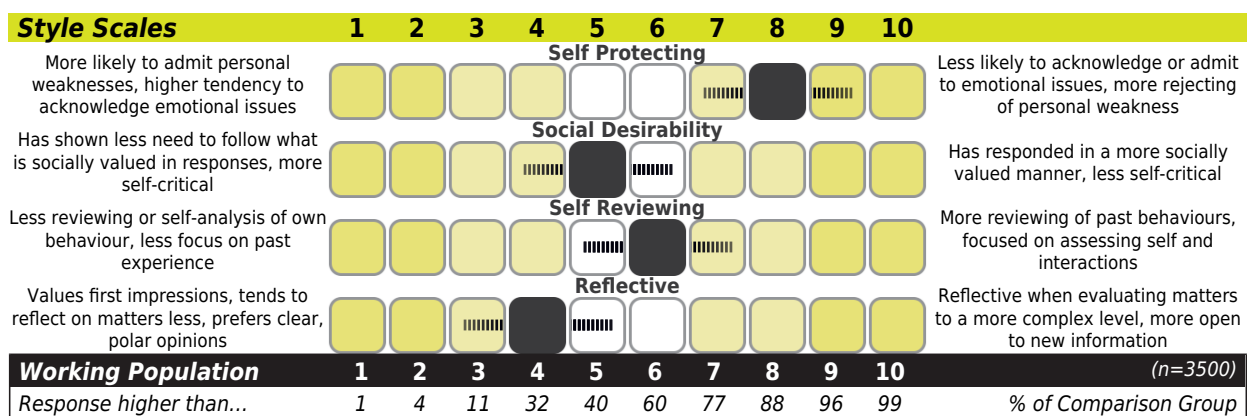 Style Scales 1 2 3 4 5 6 7 8 9 10
Self Protecting
More likely to admit personal
weaknesses, higher tendency to
acknowledge emotional issues
Less likely to acknowledge or admit
to emotional issues, more rejecting
of personal weakness
Social Desirability
Has shown less need to follow what
is socially valued in responses, more
self-critical
Has responded in a more socially
valued manner, less self-critical
Self Reviewing
Less reviewing or self-analysis of own
behaviour, less focus on past
experience
More reviewing of past behaviours,
focused on assessing self and
interactions
Reflective
Values first impressions, tends to
reflect on matters less, prefers clear,
polar opinions
Reflective when evaluating matters
to a more complex level, more open
to new information
Working Population 1 2 3 4 5 6 7 8 9 10 (n=3500)
Response higher than... 1 4 11 32 40 60 77 88 96 99 % of Comparison Group